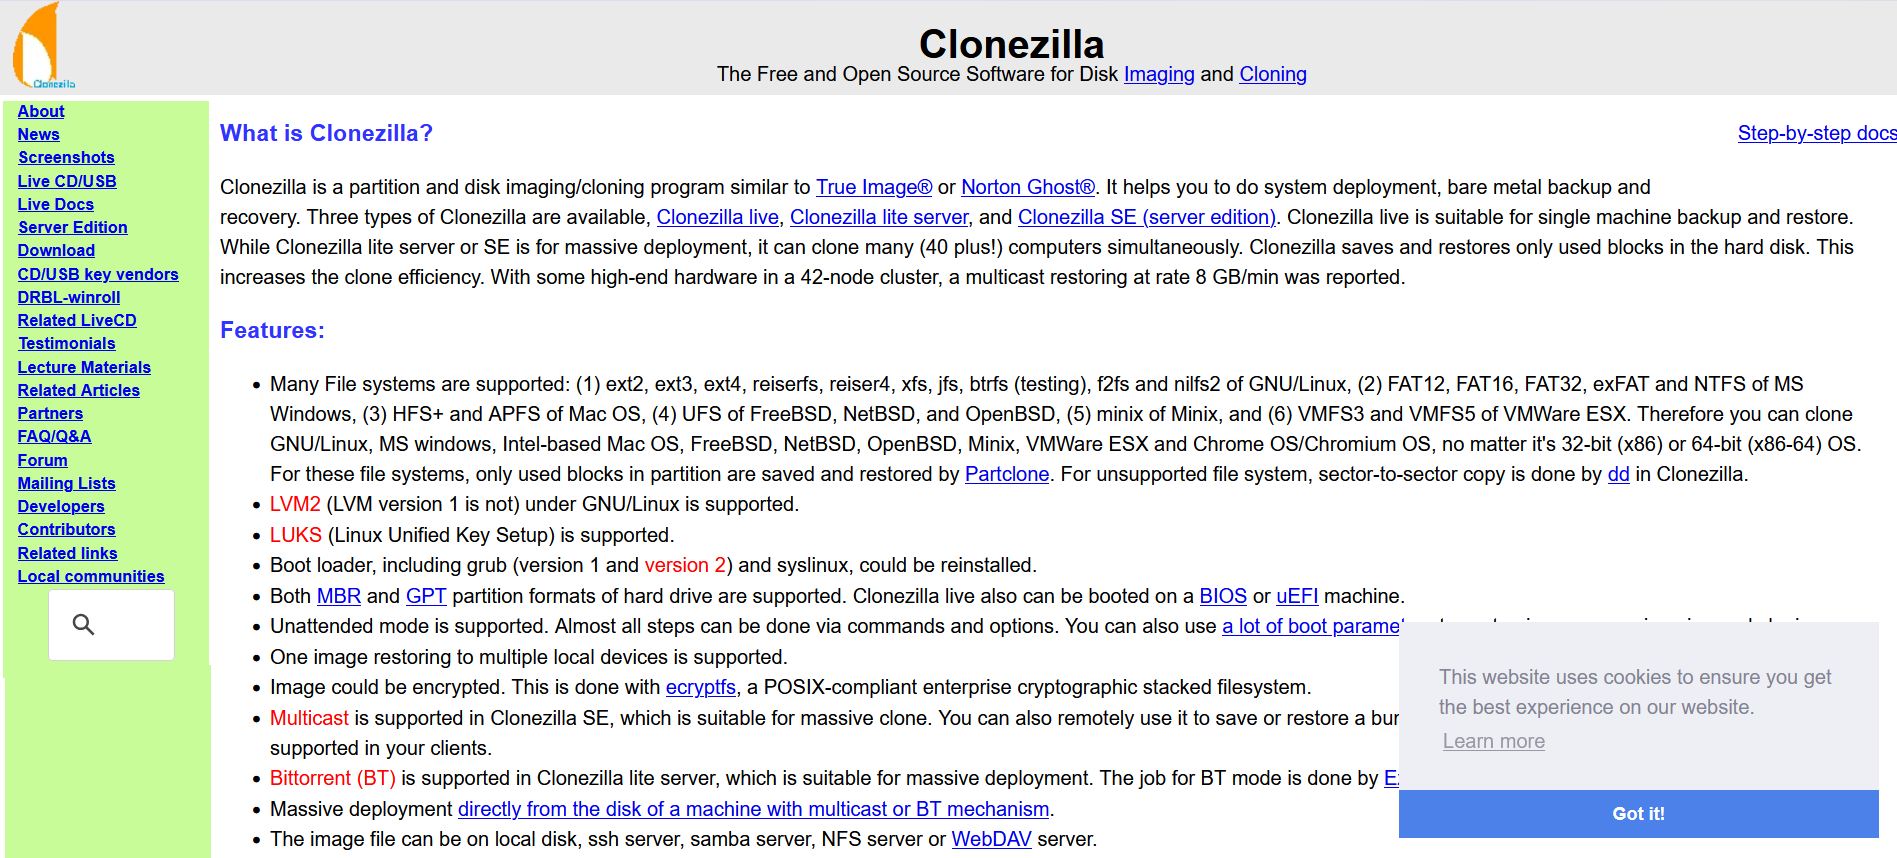 Clonezilla
Clonezilla
The Free and Open Source Software for Disk Imaging and Cloning
About
News
Screenshots
Live CD/USB
Live Docs
Server Edition
Download
CD/USB key vendors
DRBL-winroll
Related LiveCD
Testimonials
Lecture Materials
Related Articles
Partners
FAQ/Q&A
Forum
Mailing Lists
Developers
Contributors
Related links
Local communities
What is Clonezilla?
Step-by-step docs
Clonezilla is a partition and disk imaging/cloning program similar to True Image® or Norton Ghost®. It helps you to do system deployment, bare metal backup and
recovery. Three types of Clonezilla are available, Clonezilla live, Clonezilla lite server, and Clonezilla SE (server edition). Clonezilla live is suitable for single machine backup and restore.
While Clonezilla lite server or SE is for massive deployment, it can clone many (40 plus!) computers simultaneously. Clonezilla saves and restores only used blocks in the hard disk. This
increases the clone efficiency. With some high-end hardware in a 42-node cluster, a multicast restoring at rate 8 GB/min was reported.
Features:
• Many File systems are supported: (1) ext2, ext3, ext4, reiserfs, reiser4, xfs, jfs, btrfs (testing), f2fs and nilfs2 of GNU/Linux, (2) FAT12, FAT16, FAT32, exFAT and NTFS of MS
Windows, (3) HFS+ and APFS of Mac OS, (4) UFS of FreeBSD, NetBSD, and OpenBSD, (5) minix of Minix, and (6) VMFS3 and VMFS5 of VMWare ESX. Therefore you can clone
GNU/Linux, MS windows, Intel-based Mac OS, FreeBSD, NetBSD, OpenBSD, Minix, VMWare ESX and Chrome OS/Chromium OS, no matter it's 32-bit (x86) or 64-bit (x86-64) OS.
For these file systems, only used blocks in partition are saved and restored by Partclone. For unsupported file system, sector-to-sector copy is done by dd in Clonezilla.
• LVM2 (LVM version 1 is not) under GNU/Linux is supported.
• LUKS (Linux Unified Key Setup) is supported.
• Boot loader, including grub (version 1 and version 2) and syslinux, could be reinstalled.
• Both MBR and GPT partition formats of hard drive are supported. Clonezilla live also can be booted on a BIOS or uEFI machine.
• Unattended mode is supported. Almost all steps can be done via commands and options. You can also use a lot of boot parame
• One image restoring to multiple local devices is supported.
• Image could be encrypted. This is done with ecryptfs, a POSIX-compliant enterprise cryptographic stacked filesystem.
• Multicast is supported in Clonezilla SE, which is suitable for massive clone. You can also remotely use it to save or restore a
supported in your clients.
• Bittorrent (BT) is supported in Clonezilla lite server, which is suitable for massive deployment. The job for BT mode is done by
• Massive deployment directly from the disk of a machine with multicast or BT mechanism.
• The image file can be on local disk, ssh server, samba server, NFS server or WebDAV server.
This website uses cookies to ensure you get
the best experience on our website.
Learn more
Got it!